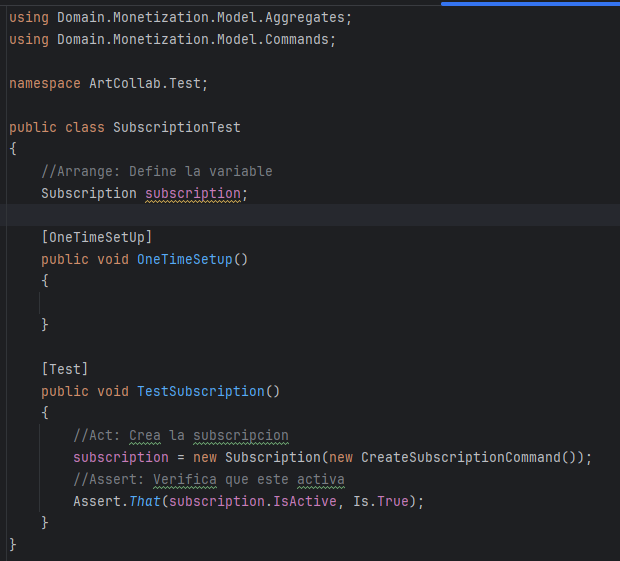 using Domain.Monetization.Model.Aggregates;
using Domain.Monetization.Model.Commands;
namespace ArtCollab.Test;
public class SubscriptionTest
{
//Arrange: Define la variable
Subscription subscription;
[OneTimeSetUp]
public void OneTimeSetup()
{
}
[Test]
public void TestSubscription()
{
//Act: Crea la subscripcion
subscription = new Subscription(new CreateSubscriptionCommand());
//Assert: Verifica que este activa
Assert.That(subscription.IsActive, Is.True);
}
}